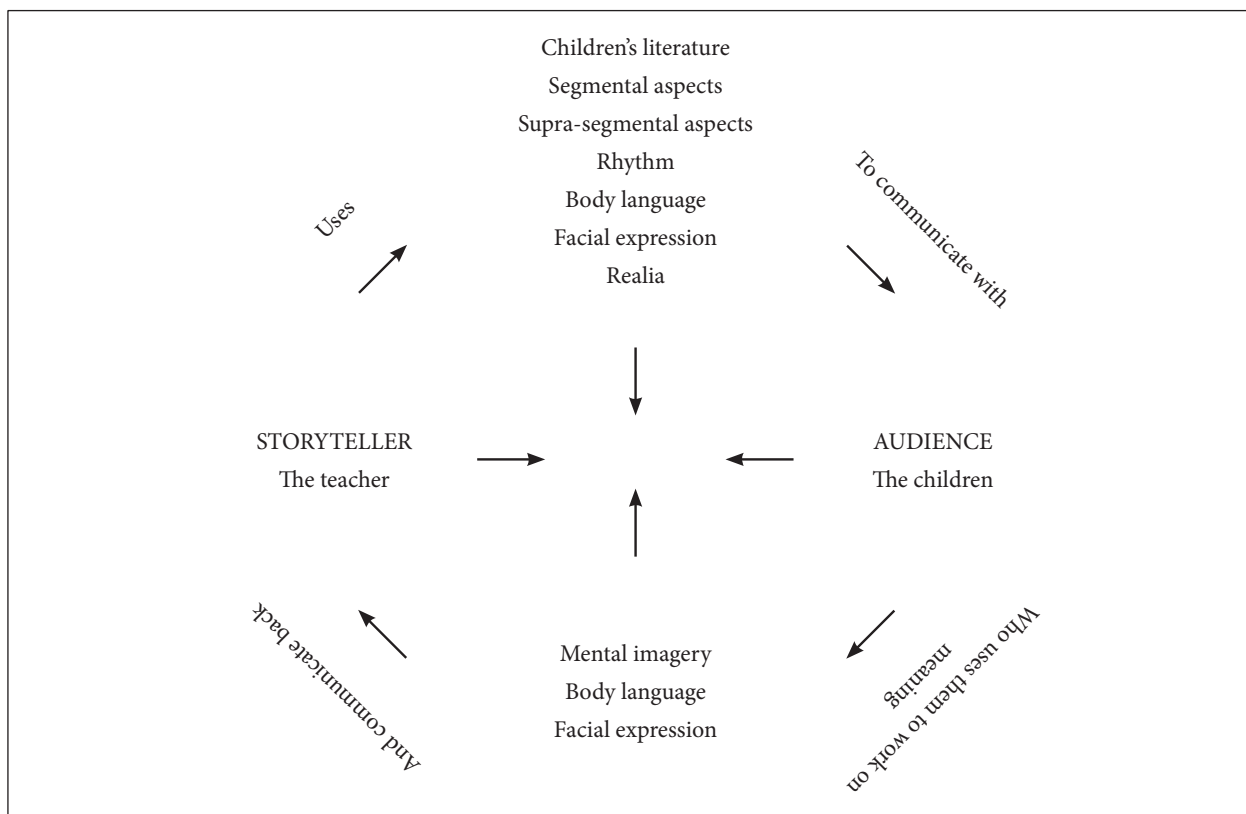 Children’s literature
Segmental aspects
Supra-segmental aspects
Rhythm
Body language
Facial expression
Realia
Uses
To communicate with
STORYTELLER
The teacher
AUDIENCE
The children
Who uses them to work on
meaning
Mental imagery
Body language
Facial expression
And communicate back